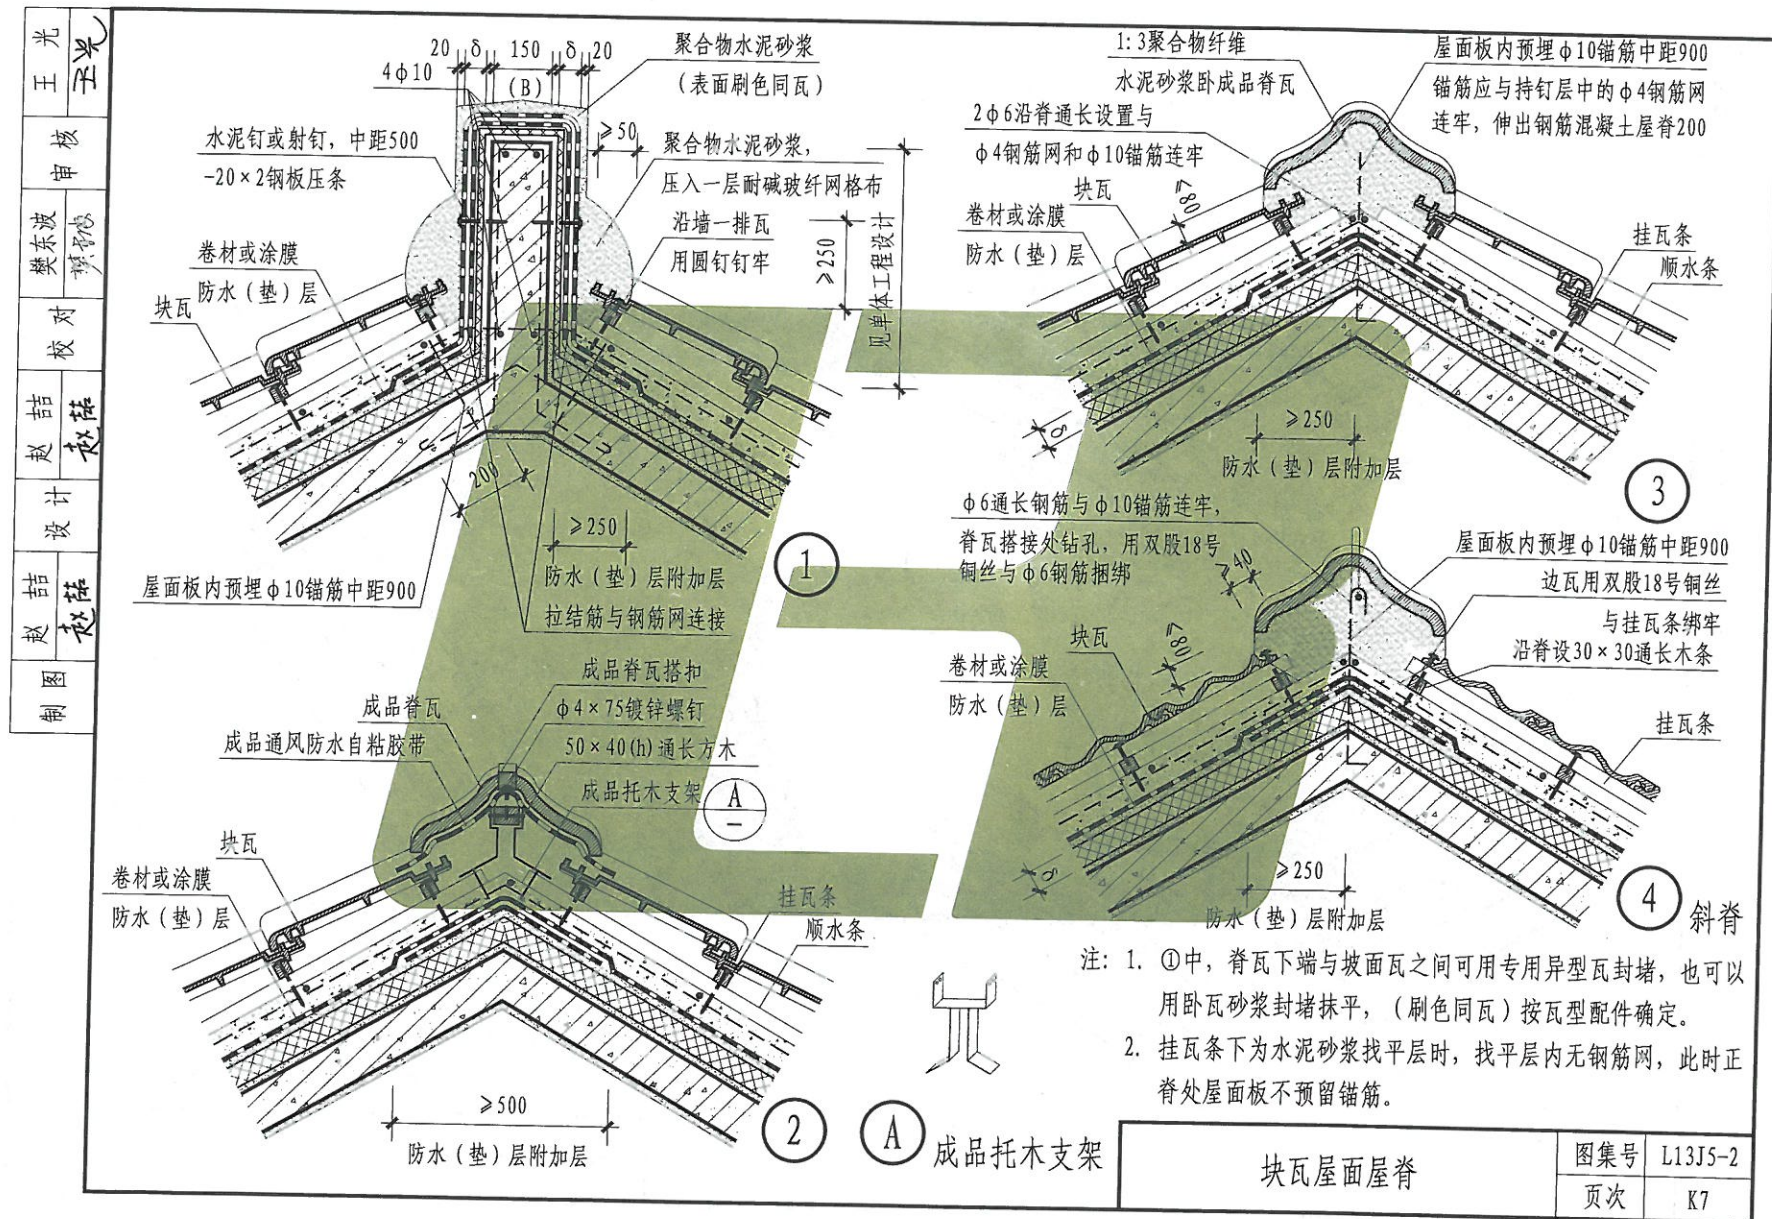 王光
审核
樊东波
校对
赵喆
设计
赵喆
制图
20 δ 150 δ 20
(B)
4φ10
聚合物水泥砂浆
(表面刷色同瓦)
≥50
水泥钉或射钉，中距500
-20×2钢板压条
聚合物水泥砂浆，
压入一层耐碱玻纤网格布
沿墙一排瓦
用圆钉钉牢
≥250
见单体工程设计
卷材或涂膜
防水（垫）层
块瓦
200
≥250
防水（垫）层附加层
屋面板内预埋φ10锚筋中距900
拉结筋与钢筋网连接
1
1:3聚合物纤维
水泥砂浆卧成品脊瓦
屋面板内预埋φ10锚筋中距900
锚筋应与持钉层中的φ4钢筋网
连牢，伸出钢筋混凝土屋脊200
2φ6沿脊通长设置与
φ4钢筋网和φ10锚筋连牢
块瓦
≥80
卷材或涂膜
防水（垫）层
挂瓦条
顺水条
δ
≥250
防水（垫）层附加层
3
成品脊瓦搭扣
φ4×75镀锌螺钉
成品脊瓦
成品通风防水自粘胶带
50×40(h)通长方木
成品托木支架
A
—
块瓦
卷材或涂膜
防水（垫）层
挂瓦条
顺水条
≥500
防水（垫）层附加层
2
A 成品托木支架
φ6通长钢筋与φ10锚筋连牢，
脊瓦搭接处钻孔，用双股18号
铜丝与φ6钢筋捆绑
≥40
屋面板内预埋φ10锚筋中距900
边瓦用双股18号铜丝
与挂瓦条绑牢
沿脊设30×30通长木条
块瓦
≥80
卷材或涂膜
防水（垫）层
挂瓦条
δ
≥250
防水（垫）层附加层
4 斜脊
注：1. ①中，脊瓦下端与坡面瓦之间可用专用异型瓦封堵，也可以
用卧瓦砂浆封堵抹平，（刷色同瓦）按瓦型配件确定。
2. 挂瓦条下为水泥砂浆找平层时，找平层内无钢筋网，此时正
脊处屋面板不预留锚筋。
块瓦屋面屋脊
图集号 L13J5-2
页次 K7